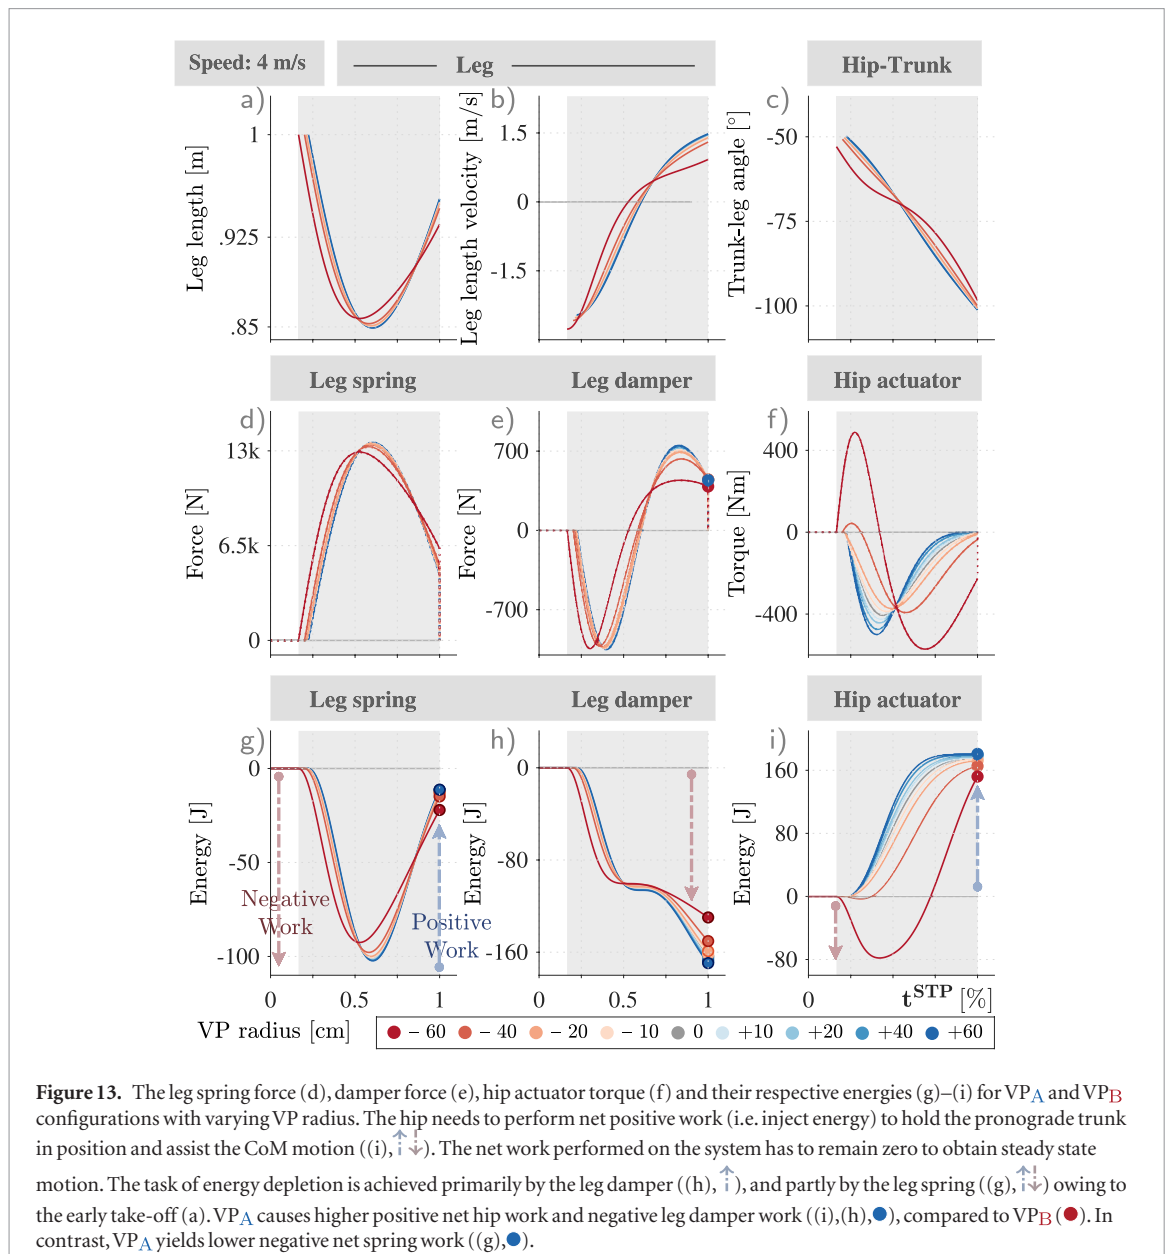 Speed: 4 m/s
Leg
Hip-Trunk
a)
b)
c)
Leg length [m]
1
.925
.85
Leg length velocity [m/s]
1.5
0
-1.5
Trunk-leg angle [°]
-50
-75
-100
Leg spring
Leg damper
Hip actuator
d)
e)
f)
Force [N]
13k
6.5k
0
Force [N]
700
0
-700
Torque [Nm]
400
0
-400
Leg spring
Leg damper
Hip actuator
g)
h)
i)
Energy [J]
0
-50
-100
Negative
Work
Positive
Work
Energy [J]
0
-80
-160
Energy [J]
160
80
0
-80
0 0.5 1
0 0.5 1
0 t^STP [%]
VP radius [cm]
− 60 − 40 − 20 − 10 0 +10 +20 +40 +60
Figure 13. The leg spring force (d), damper force (e), hip actuator torque (f) and their respective energies (g)–(i) for VPA and VPB
configurations with varying VP radius. The hip needs to perform net positive work (i.e. inject energy) to hold the pronograde trunk
in position and assist the CoM motion ((i), ↑↓). The net work performed on the system has to remain zero to obtain steady state
motion. The task of energy depletion is achieved primarily by the leg damper ((h), ↑), and partly by the leg spring ((g), ↑↓) owing to
the early take-off (a). VPA causes higher positive net hip work and negative leg damper work ((i),(h),●), compared to VPB (●). In
contrast, VPA yields lower negative net spring work ((g),●).